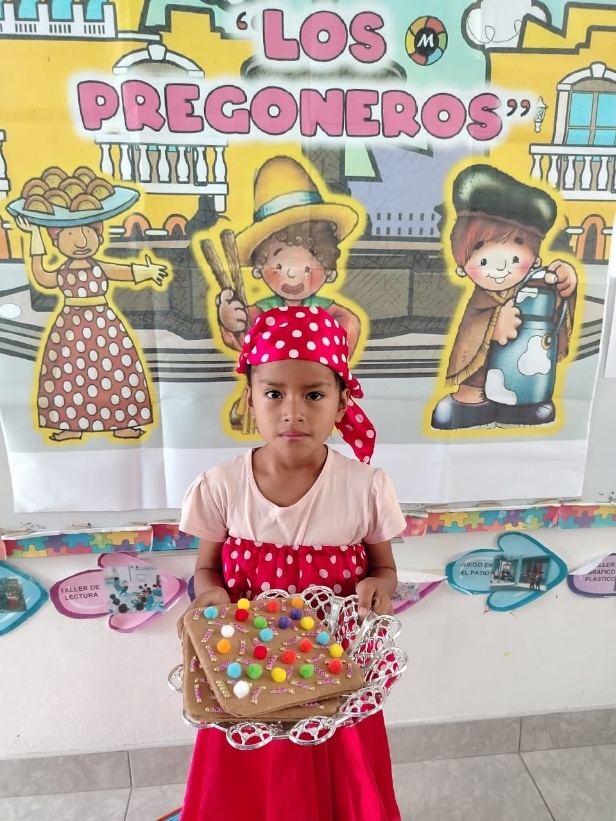 "LOS
M
PREGONEROS"
TALLER DE
LECTURA
JUEGO EN
EL PATIO
TALLER
GRÁFICO
PLÁSTICO